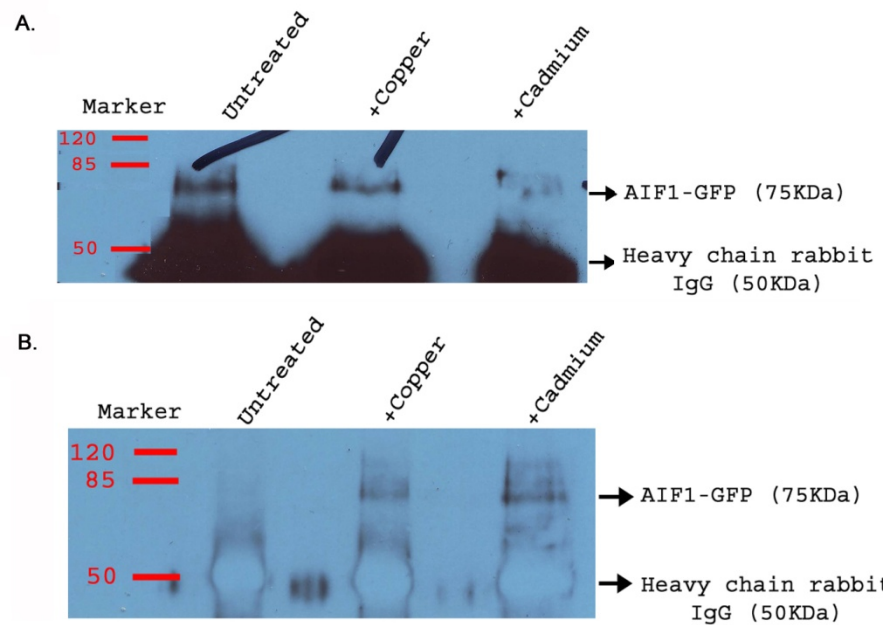 A.
Untreated
+Copper
+Cadmium
Marker
120
85
50
AIF1-GFP (75KDa)
Heavy chain rabbit
IgG (50KDa)
B.
Untreated
+Copper
+Cadmium
Marker
120
85
50
AIF1-GFP (75KDa)
Heavy chain rabbit
IgG (50KDa)